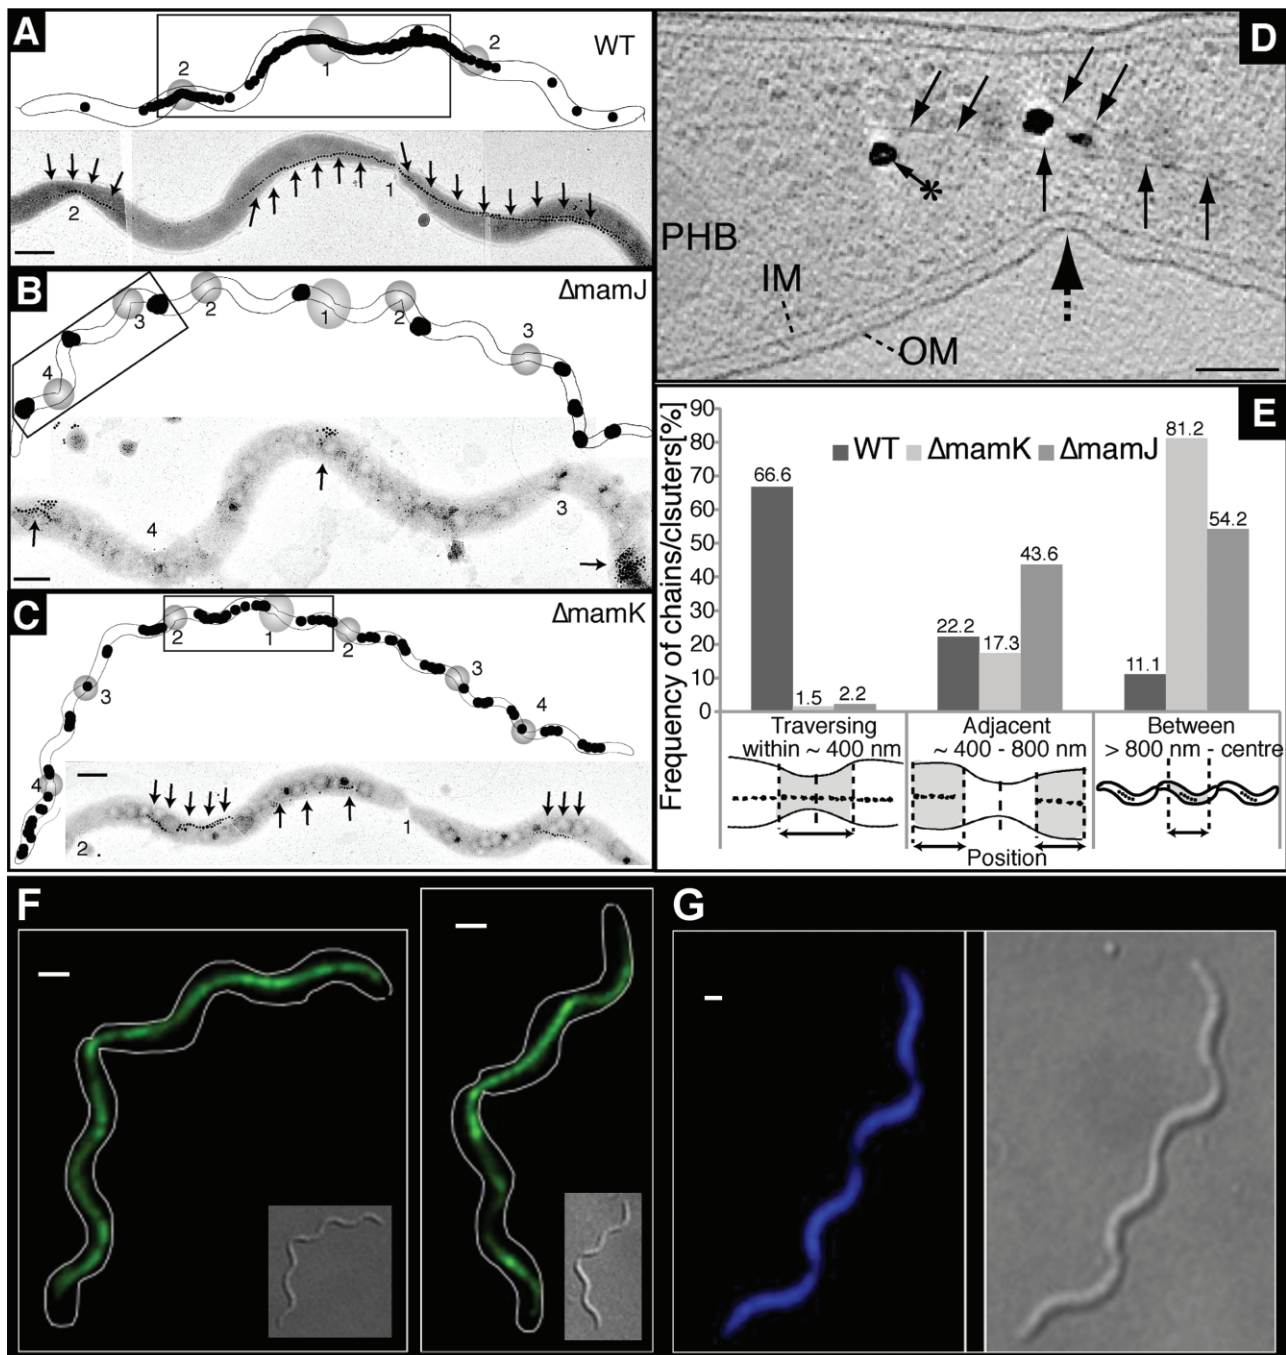 A
WT
2
1
2
2
1
B
ΔmamJ
3
2
1
2
3
4
4
3
C
ΔmamK
2
1
2
3
3
4
4
1
2
D
*
PHB
IM
OM
E
Frequency of chains/clsuters[%]
90
80
70
60
50
40
30
20
10
0
WT ΔmamK ΔmamJ
66.6
1.5
2.2
22.2
17.3
43.6
11.1
81.2
54.2
Traversing
within ~ 400 nm
Adjacent
~ 400 - 800 nm
Between
> 800 nm - centre
Position
F
G